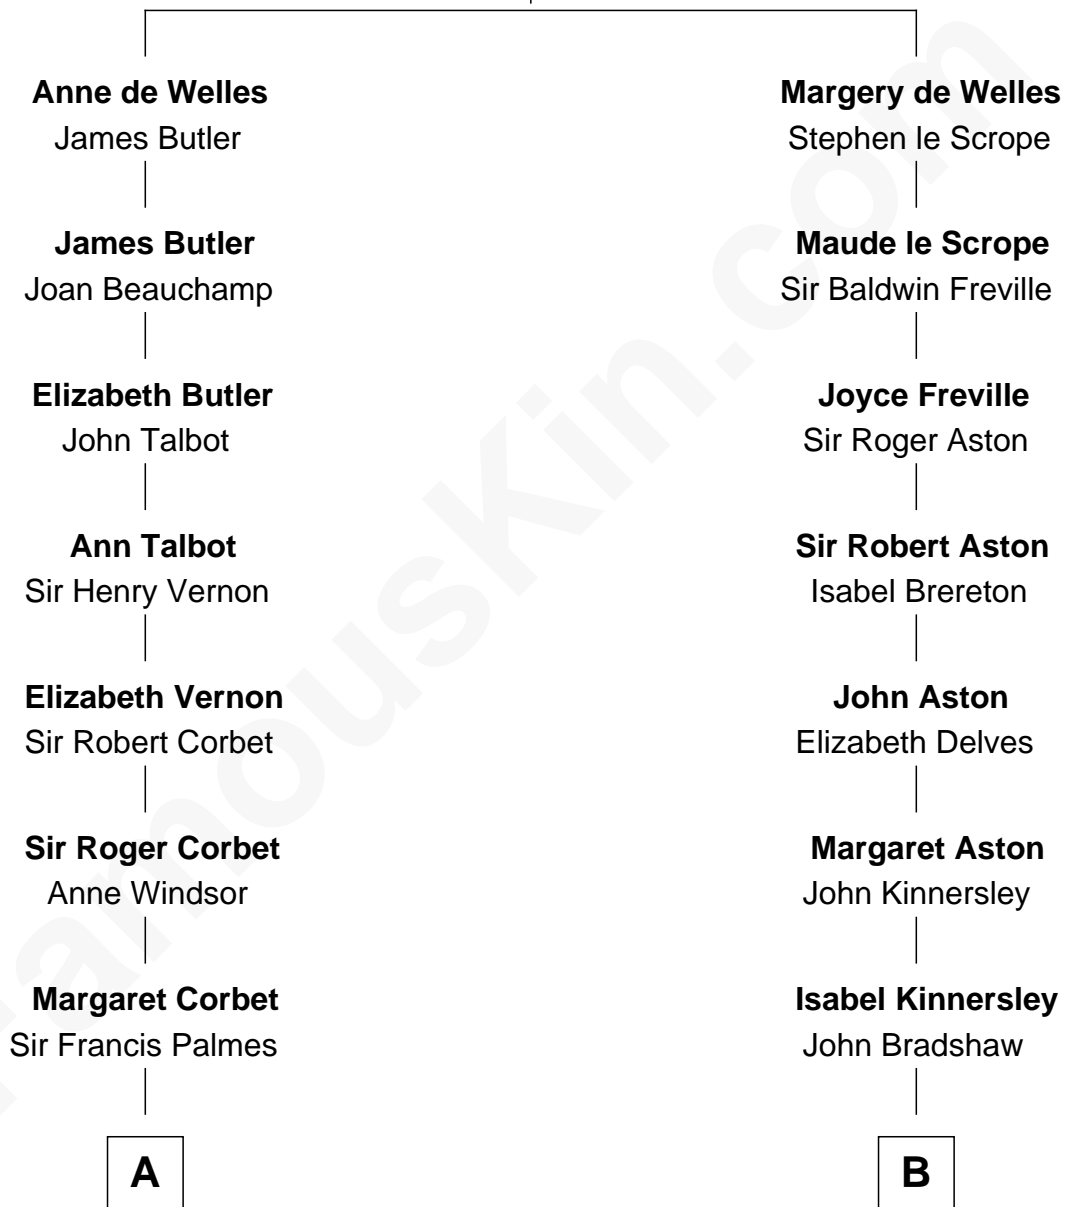 Anne de Welles
James Butler
James Butler
Joan Beauchamp
Elizabeth Butler
John Talbot
Ann Talbot
Sir Henry Vernon
Elizabeth Vernon
Sir Robert Corbet
Sir Roger Corbet
Anne Windsor
Margaret Corbet
Sir Francis Palmes
A
Margery de Welles
Stephen le Scrope
Maude le Scrope
Sir Baldwin Freville
Joyce Freville
Sir Roger Aston
Sir Robert Aston
Isabel Brereton
John Aston
Elizabeth Delves
Margaret Aston
John Kinnersley
Isabel Kinnersley
John Bradshaw
B
FamousKin.com